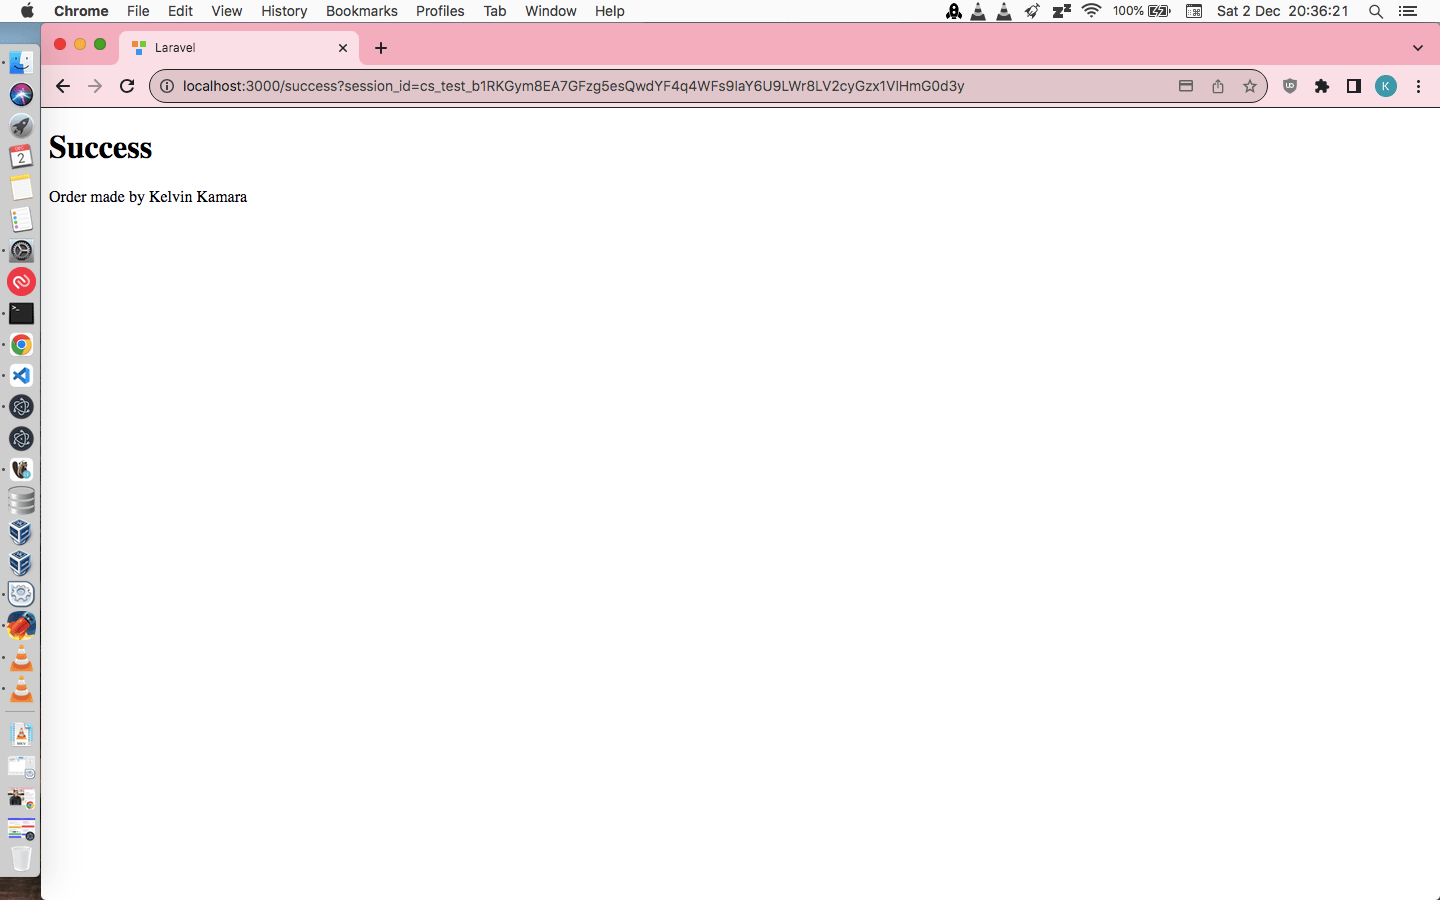 Chrome File Edit View History Bookmarks Profiles Tab Window Help 100% Sat 2 Dec 20:36:21
Laravel
localhost:3000/success?session_id=cs_test_b1RKGym8EA7GFzg5esQwdYF4q4WFs9laY6U9LWr8LV2cyGzx1VlHmG0d3y
K
Success
Order made by Kelvin Kamara
2